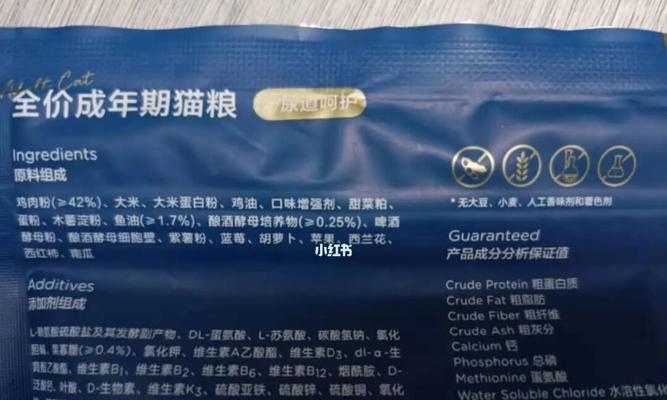 Adult Cat
全价成年期猫粮 尿道呵护
Ingredients
原料组成
鸡肉粉(≥42%)、大米、大米蛋白粉、鸡油、口味增强剂、甜菜粕、
蛋粉、木薯淀粉、鱼油(≥1.7%)、酿酒酵母培养物(≥0.25%)、啤酒
酵母粉、酿酒酵母细胞壁、紫薯粉、蓝莓、胡萝卜、苹果、西兰花、
西红柿、南瓜
小红书
Additives
添加剂组成
硫酸盐及其发酵副产物、DL-蛋氨酸、L-苏氨酸、碳酸氢钠、氯化
(≥0.4%)、氯化钾、维生素A乙酸酯、维生素D3、dl-α-生
育酚乙酸酯、维生素B1、维生素B2、维生素B6、维生素B12、烟酰胺、D-
泛酸钙、叶酸、D-生物素、维生素K3、硫酸亚铁、硫酸锌、硫酸铜、氧化
*无大豆、小麦、人工香味剂和着色剂
Guaranteed
产品成分分析保证值
Crude Protein 粗蛋白质
Crude Fat 粗脂肪
Crude Fiber 粗纤维
Crude Ash 粗灰分
Calcium 钙
Phosphorus 总磷
Methionine 蛋氨酸
Water Soluble Chloride 水溶性氯化